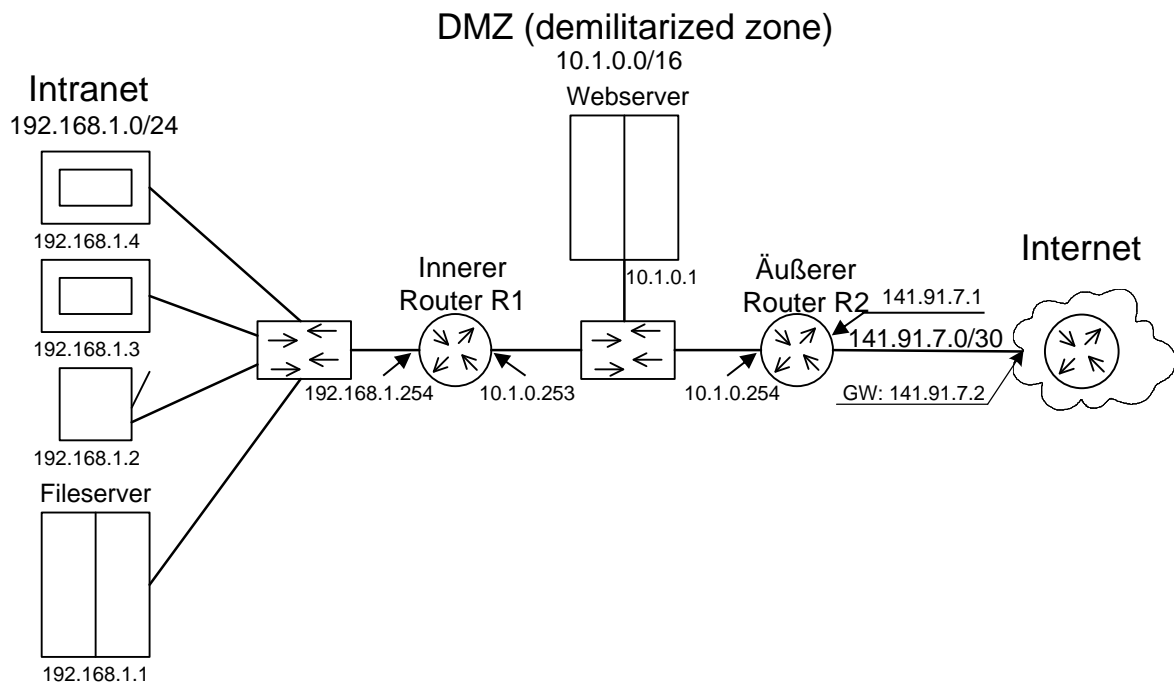 DMZ (demilitarized zone)
10.1.0.0/16
Webserver
Intranet
192.168.1.0/24
192.168.1.4
192.168.1.3
192.168.1.2
Fileserver
192.168.1.1
Innerer
Router R1
192.168.1.254
10.1.0.253
10.1.0.1
Äußerer
Router R2
10.1.0.254
141.91.7.1
141.91.7.0/30
GW: 141.91.7.2
Internet